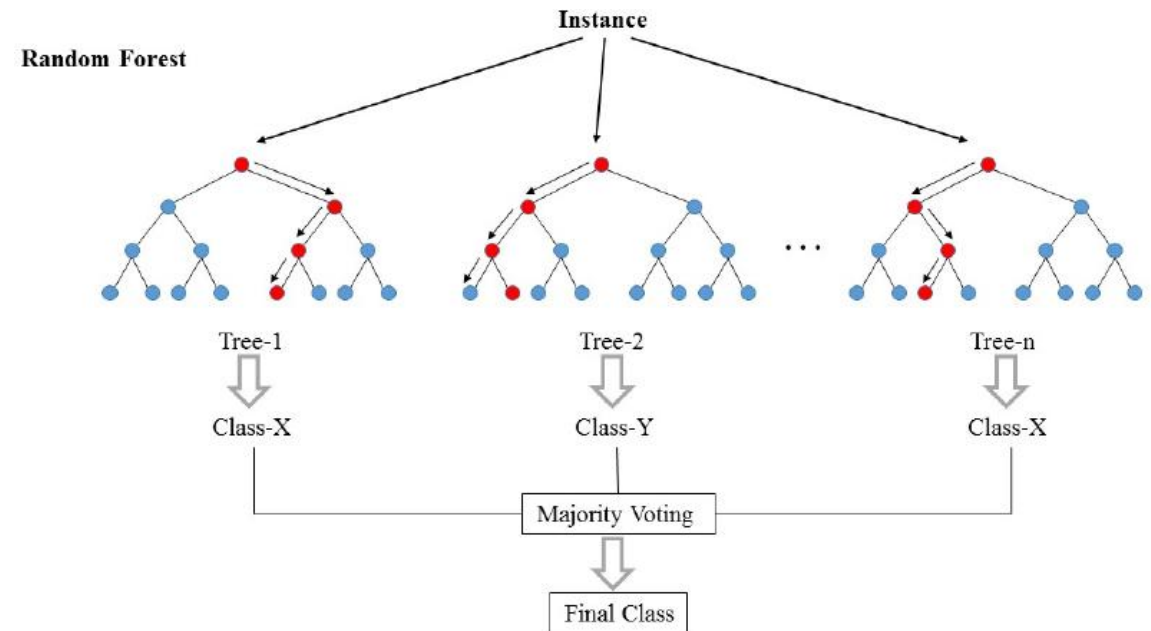 Instance
Random Forest
. . .
Tree-1
Tree-2
Tree-n
Class-X
Class-Y
Class-X
Majority Voting
Final Class